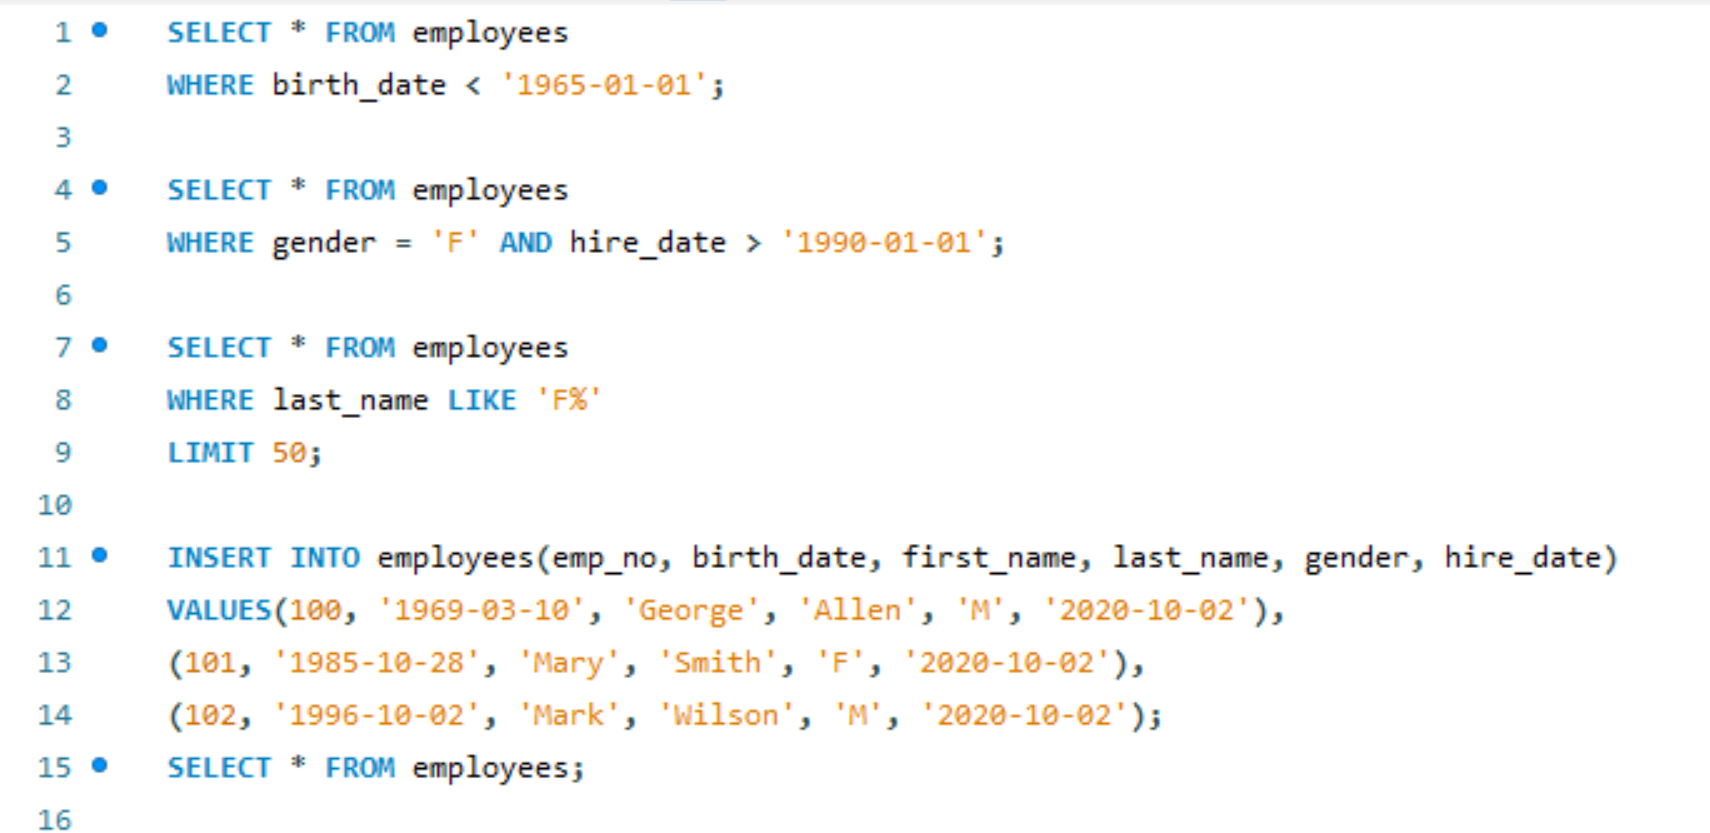 1 SELECT * FROM employees
2 WHERE birth_date < '1965-01-01';
3
4 SELECT * FROM employees
5 WHERE gender = 'F' AND hire_date > '1990-01-01';
6
7 SELECT * FROM employees
8 WHERE last_name LIKE 'F%'
9 LIMIT 50;
10
11 INSERT INTO employees(emp_no, birth_date, first_name, last_name, gender, hire_date)
12 VALUES(100, '1969-03-10', 'George', 'Allen', 'M', '2020-10-02'),
13 (101, '1985-10-28', 'Mary', 'Smith', 'F', '2020-10-02'),
14 (102, '1996-10-02', 'Mark', 'Wilson', 'M', '2020-10-02');
15 SELECT * FROM employees;
16